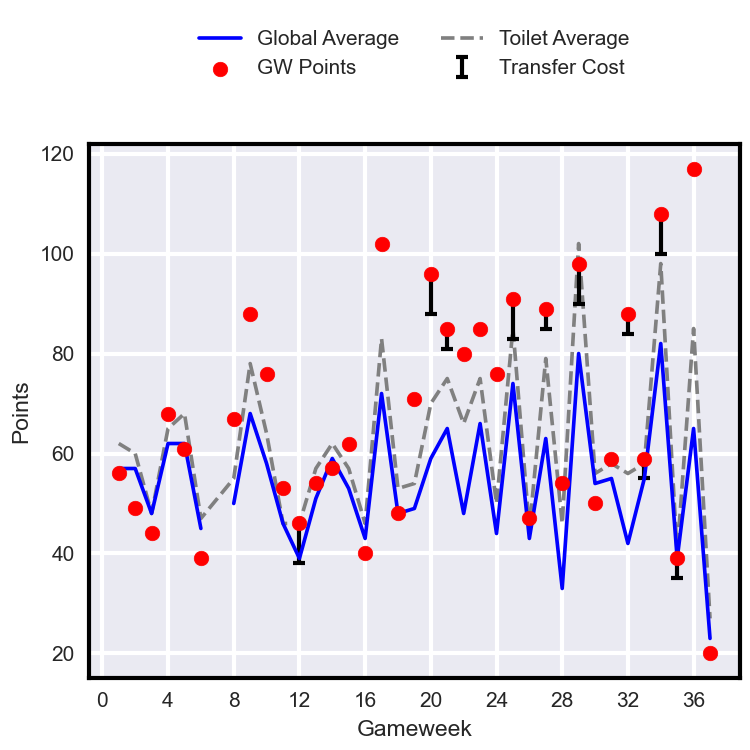 Global Average
Toilet Average
GW Points
Transfer Cost
120
100
80
60
40
20
Points
0 4 8 12 16 20 24 28 32 36
Gameweek